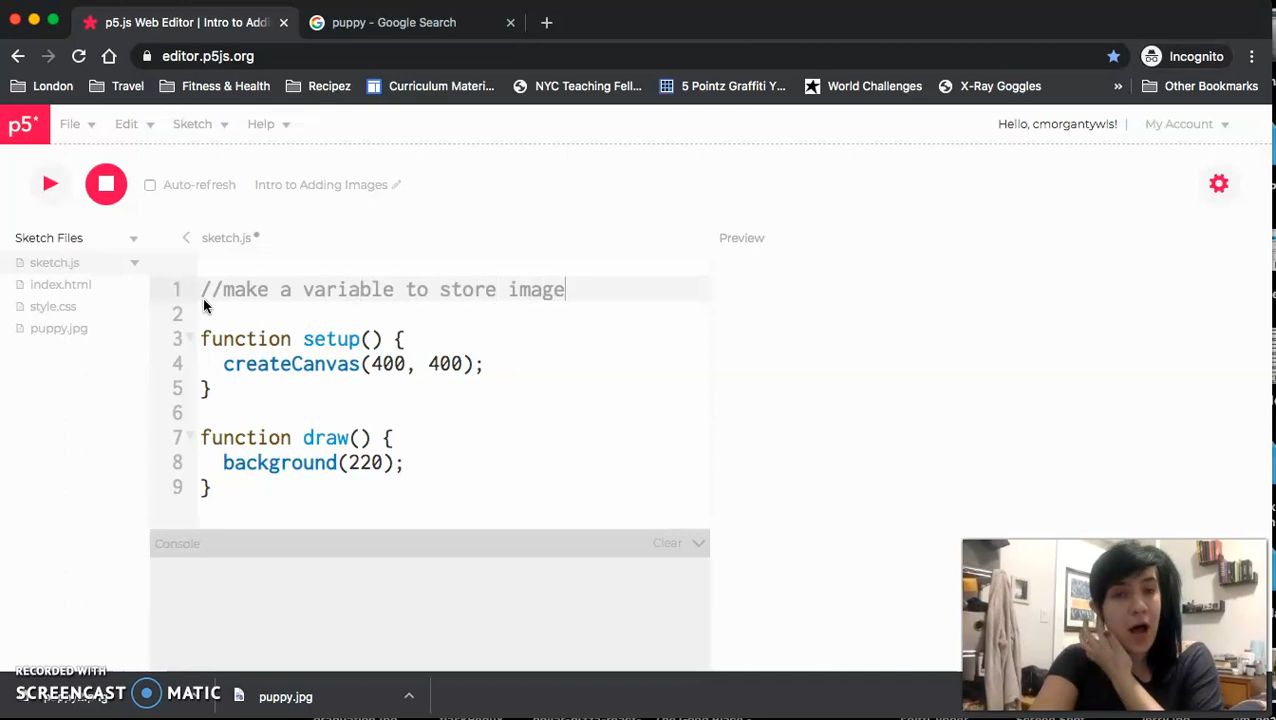 p5.js Web Editor | Intro to Addi
puppy - Google Search
editor.p5js.org
Incognito
London
Travel
Fitness & Health
Recipez
Curriculum Materi...
NYC Teaching Fell...
5 Pointz Graffiti Y...
World Challenges
X-Ray Goggles
»
Other Bookmarks
p5*
File
Edit
Sketch
Help
Hello, cmorgantywls!
My Account
Auto-refresh
Intro to Adding Images
Sketch Files
sketch.js
Preview
sketch.js
index.html
style.css
puppy.jpg
1 //make a variable to store image
2
3 function setup() {
4 createCanvas(400, 400);
5 }
6
7 function draw() {
8 background(220);
9 }
Console
Clear
RECORDED WITH
SCREENCAST MATIC
puppy.jpg